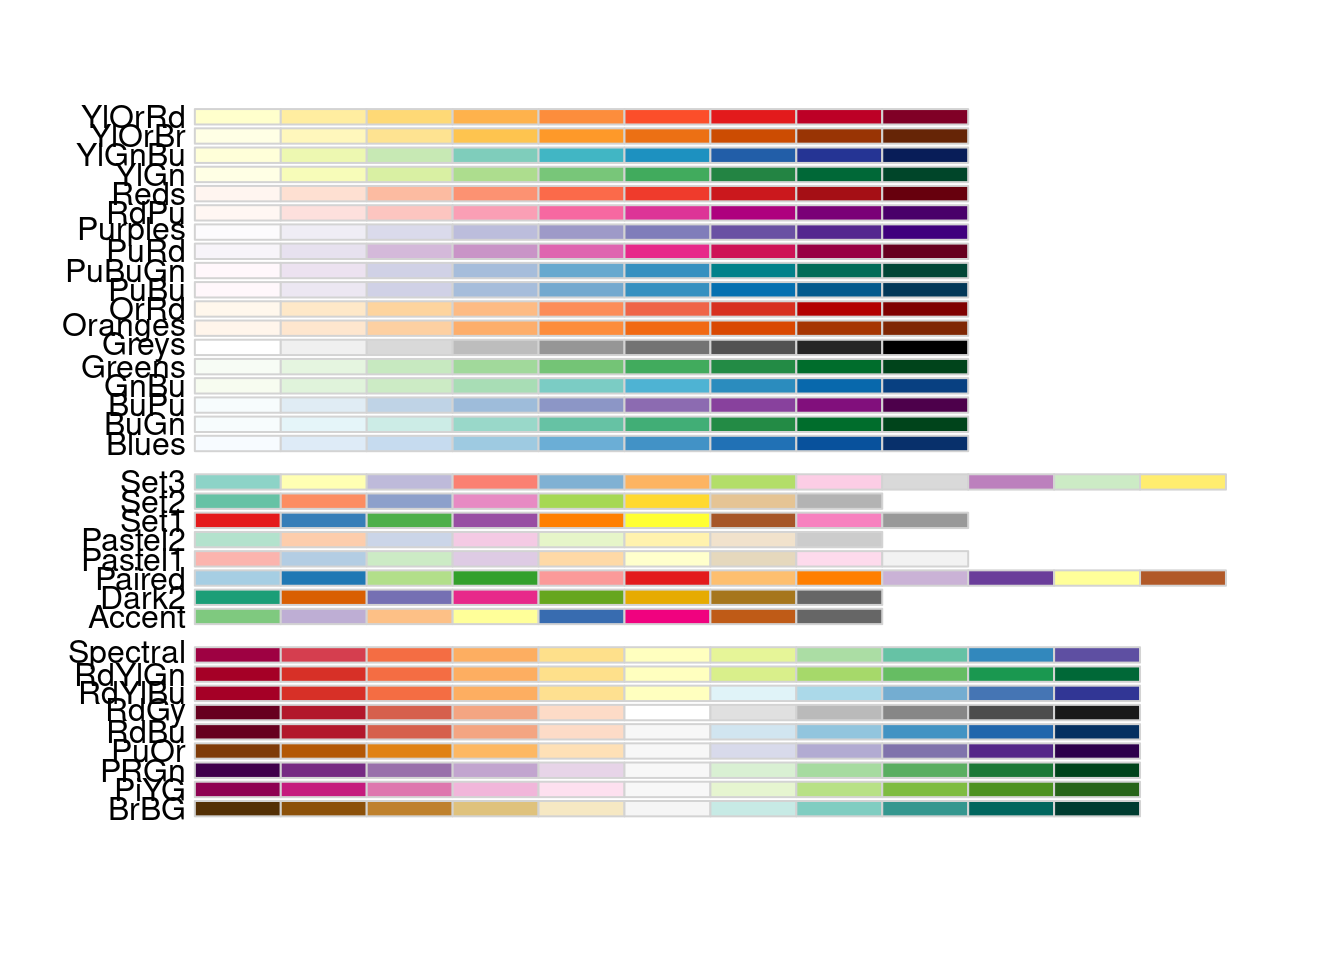 YlOrRd
YlOrBr
YlGnBu
YlGn
Reds
RdPu
Purples
PuRd
PuBuGn
PuBu
OrRd
Oranges
Greys
Greens
GnBu
BuPu
BuGn
Blues
Set3
Set2
Set1
Pastel2
Pastel1
Paired
Dark2
Accent
Spectral
RdYlGn
RdYlBu
RdGy
RdBu
PuOr
PRGn
PiYG
BrBG